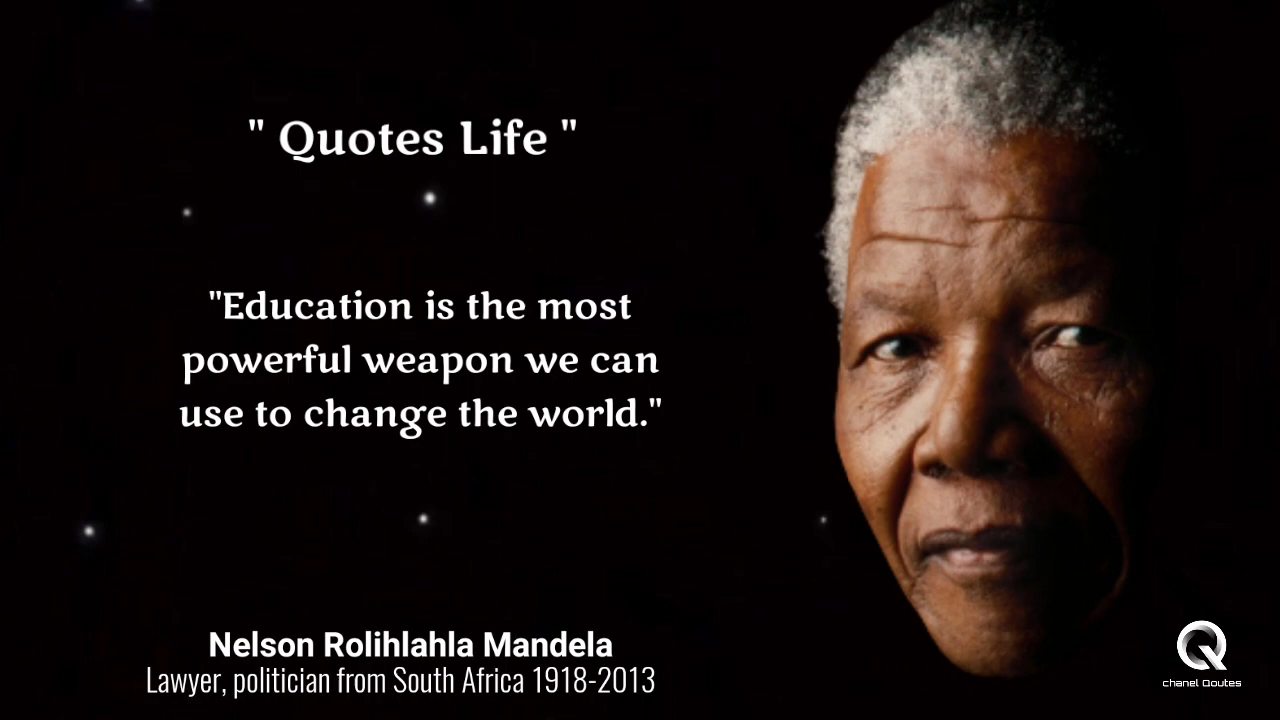 " Quotes Life "
"Education is the most
powerful weapon we can
use to change the world."
Nelson Rolihlahla Mandela
Lawyer, politician from South Africa 1918-2013
chanel Qoutes